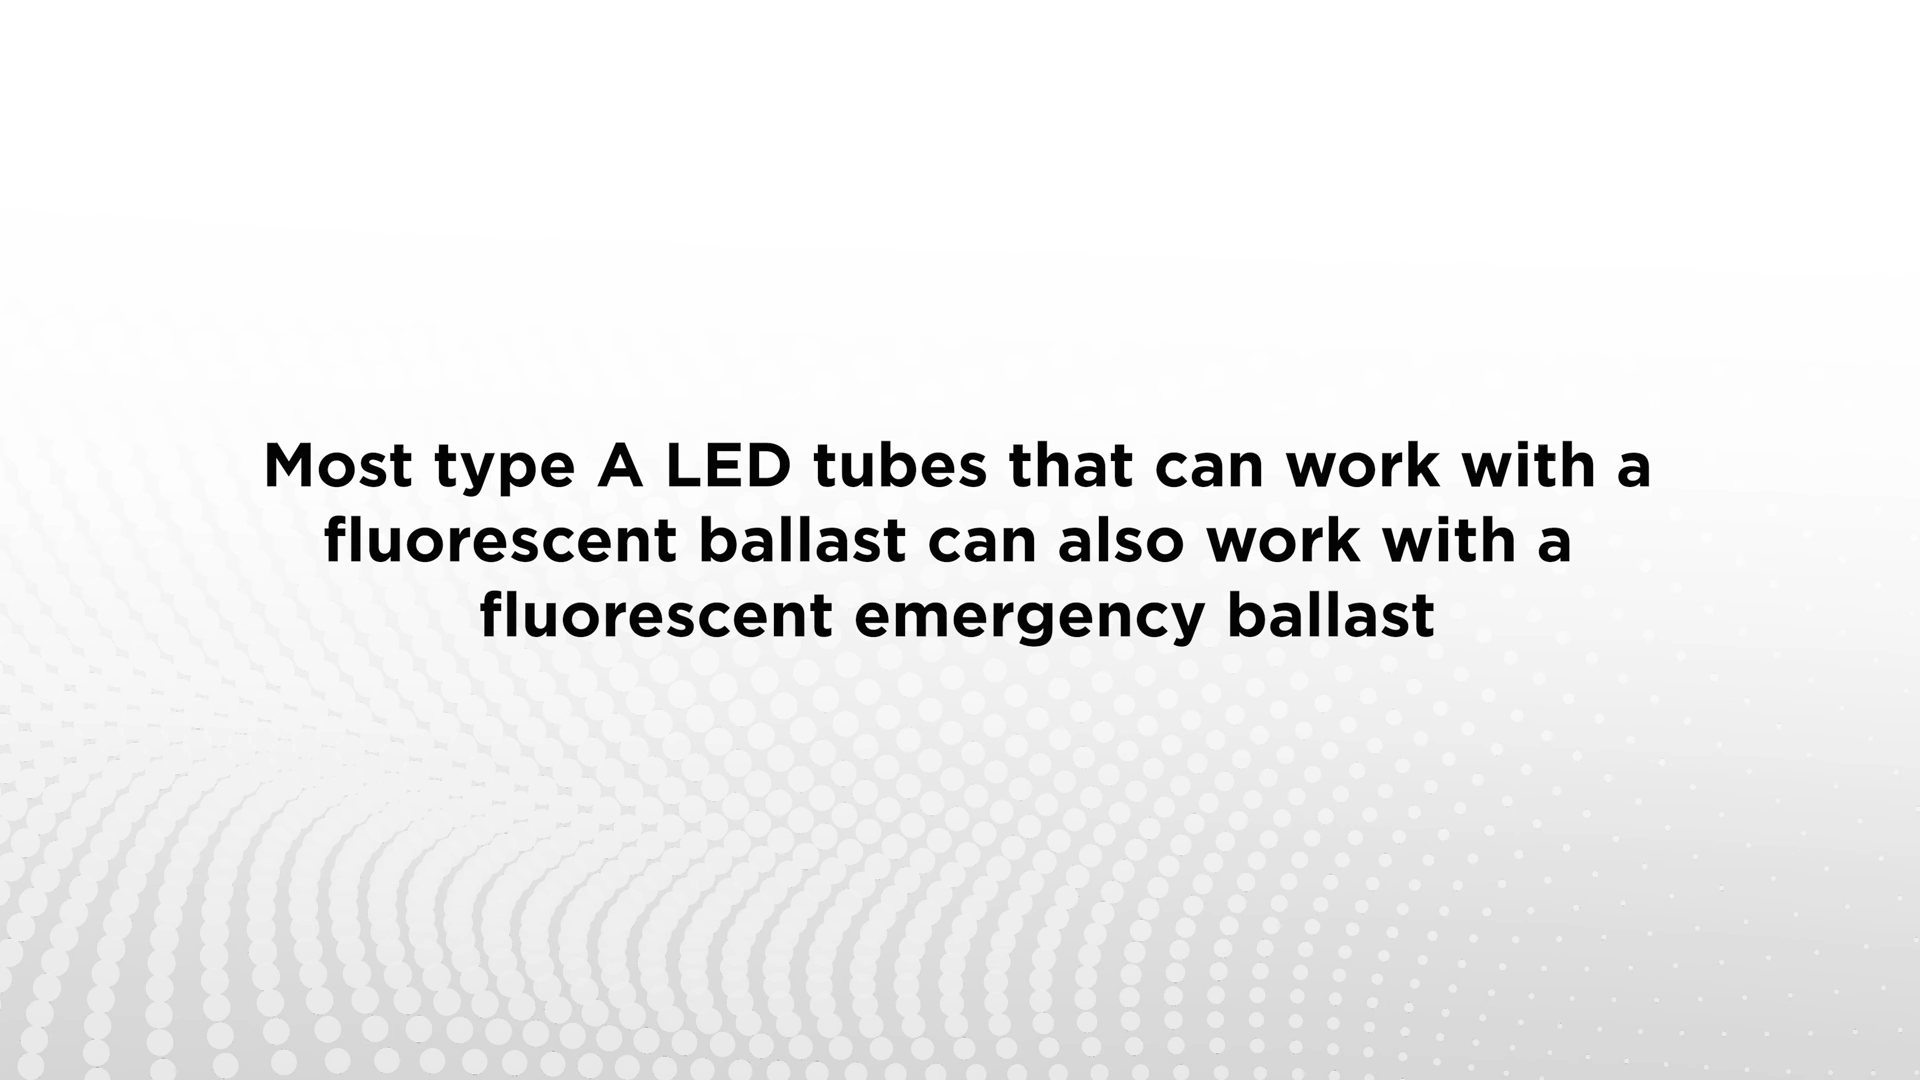 Most type A LED tubes that can work with a
fluorescent ballast can also work with a
fluorescent emergency ballast